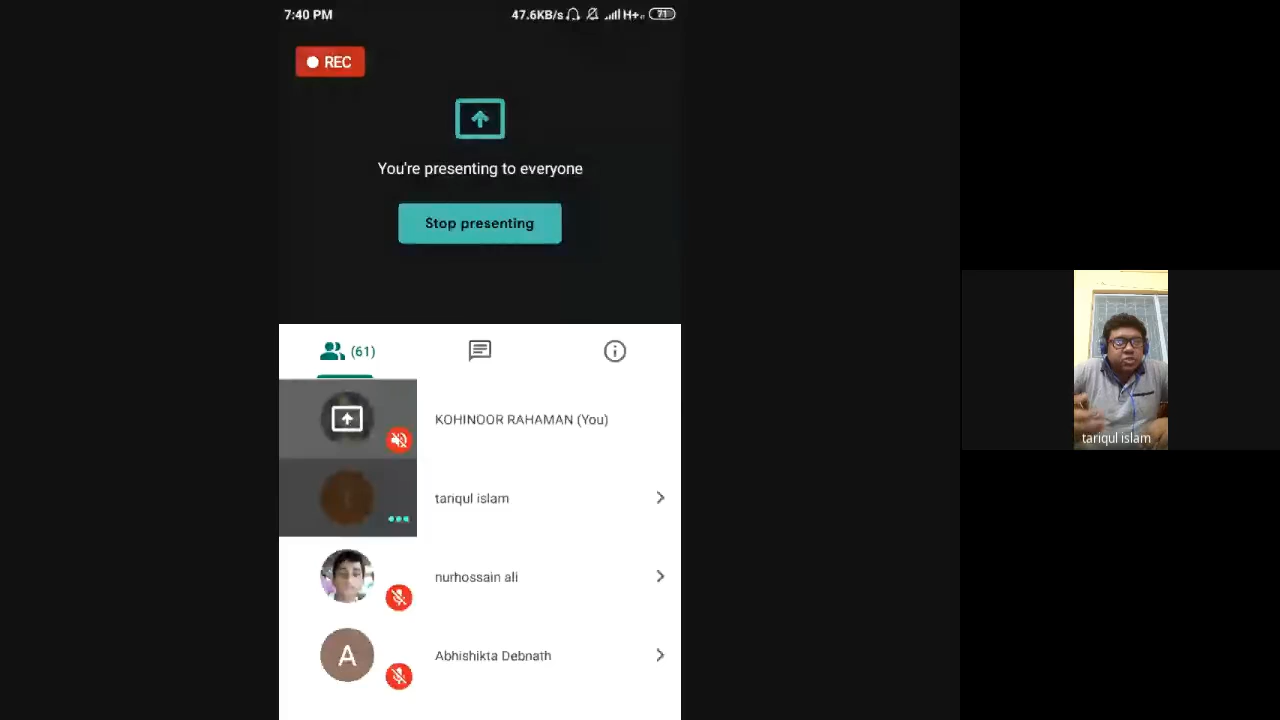 7:40 PM
47.6KB/s H+ 71
REC
You're presenting to everyone
Stop presenting
(61)
KOHINOOR RAHAMAN (You)
tariqul islam
nurhossain ali
A
Abhishikta Debnath
tariqul islam